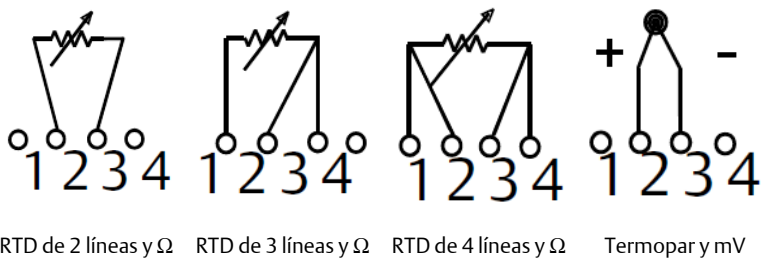 + -
1 2 3 4 1 2 3 4 1 2 3 4 1 2 3 4
RTD de 2 líneas y Ω RTD de 3 líneas y Ω RTD de 4 líneas y Ω Termopar y mV